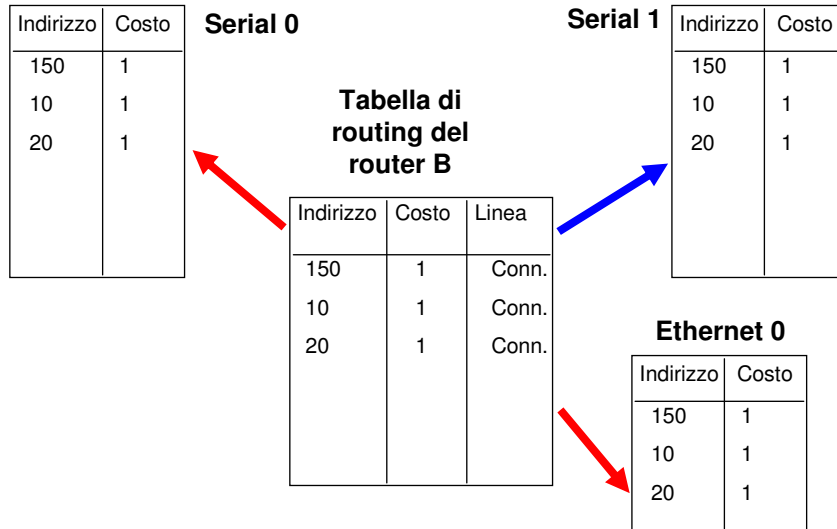 Serial 0
Indirizzo Costo
150 1
10 1
20 1
Serial 1
Indirizzo Costo
150 1
10 1
20 1
Tabella di
routing del
router B
Indirizzo Costo Linea
150 1 Conn.
10 1 Conn.
20 1 Conn.
Ethernet 0
Indirizzo Costo
150 1
10 1
20 1